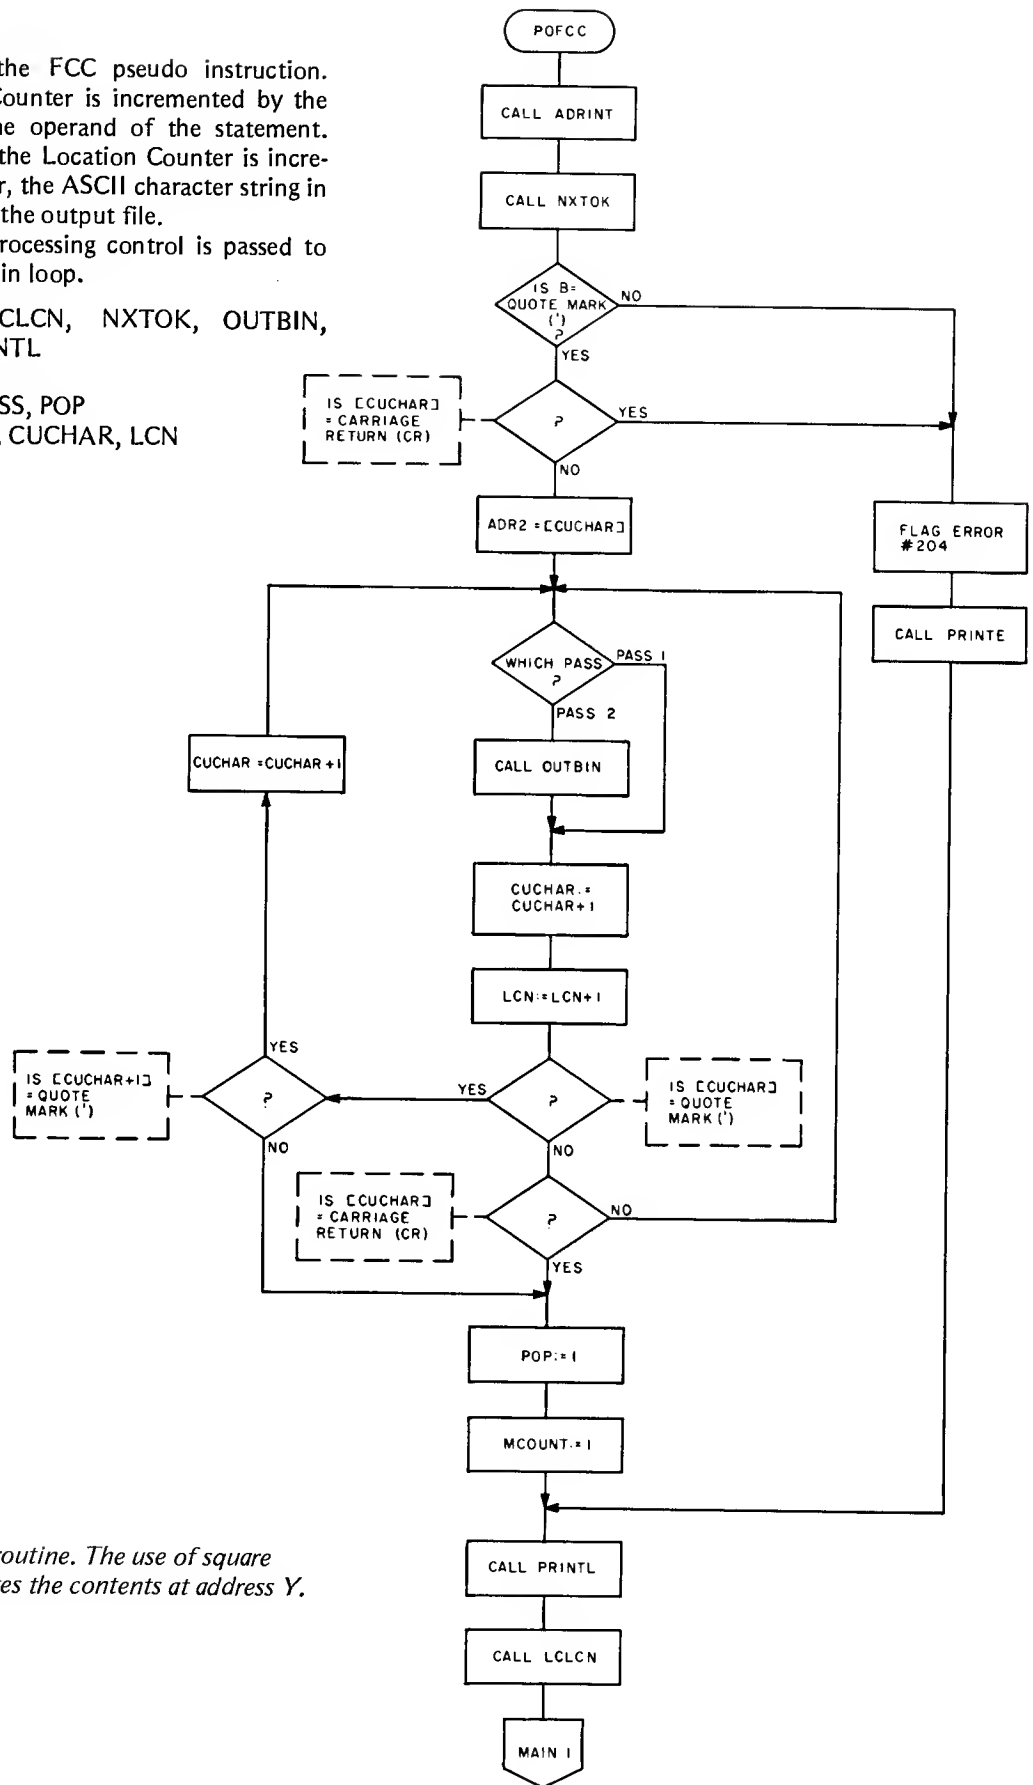 the FCC pseudo instruction.
Counter is incremented by the
operand of the statement.
the Location Counter is incre-
the ASCII character string in
the output file.
processing control is passed to
in loop.
CLCN, NXTOK, OUTBIN,
NTL
SS, POP
CUCHAR, LCN
POFCC
CALL ADRINT
CALL NXTOK
IS B=
QUOTE MARK
(')
?
NO
YES
IS [CUCHAR]
= CARRIAGE
RETURN (CR)
?
YES
NO
ADR2 = [CUCHAR]
FLAG ERROR
#204
CALL PRINTE
WHICH PASS
?
PASS 1
PASS 2
CALL OUTBIN
CUCHAR = CUCHAR +1
CUCHAR :=
CUCHAR+1
LCN:=LCN+1
IS [CUCHAR+1]
= QUOTE
MARK (')
?
YES
NO
YES
?
NO
IS [CUCHAR]
= QUOTE
MARK (')
IS [CUCHAR]
= CARRIAGE
RETURN (CR)
?
NO
YES
POP:= 1
MCOUNT:= 1
CALL PRINTL
CALL LCLCN
MAIN 1
routine. The use of square
es the contents at address Y.